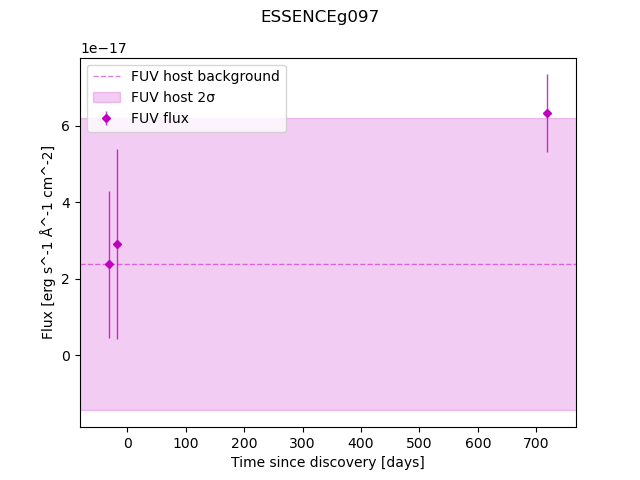 ESSENCEg097
1e−17
FUV host background
FUV host 2σ
FUV flux
6
4
2
0
Flux [erg s^-1 Å^-1 cm^-2]
0 100 200 300 400 500 600 700
Time since discovery [days]